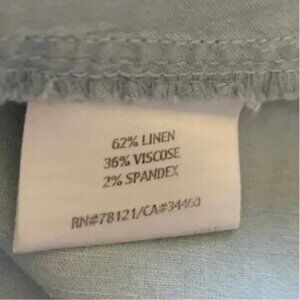 62% LINEN
36% VISCOSE
2% SPANDEX
RN#78121/CA#34460